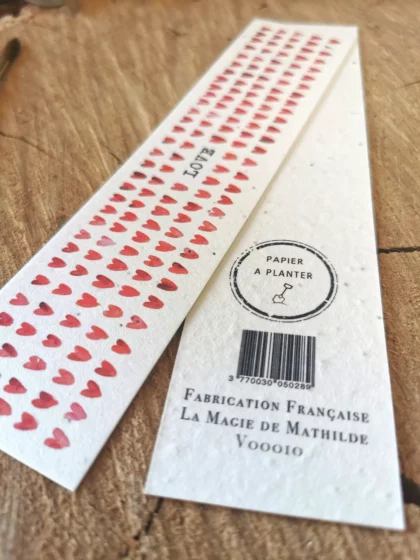 LOVE
PAPIER
A PLANTER
3 770030 050289
Fabrication Française
La Magie de Mathilde
V00010